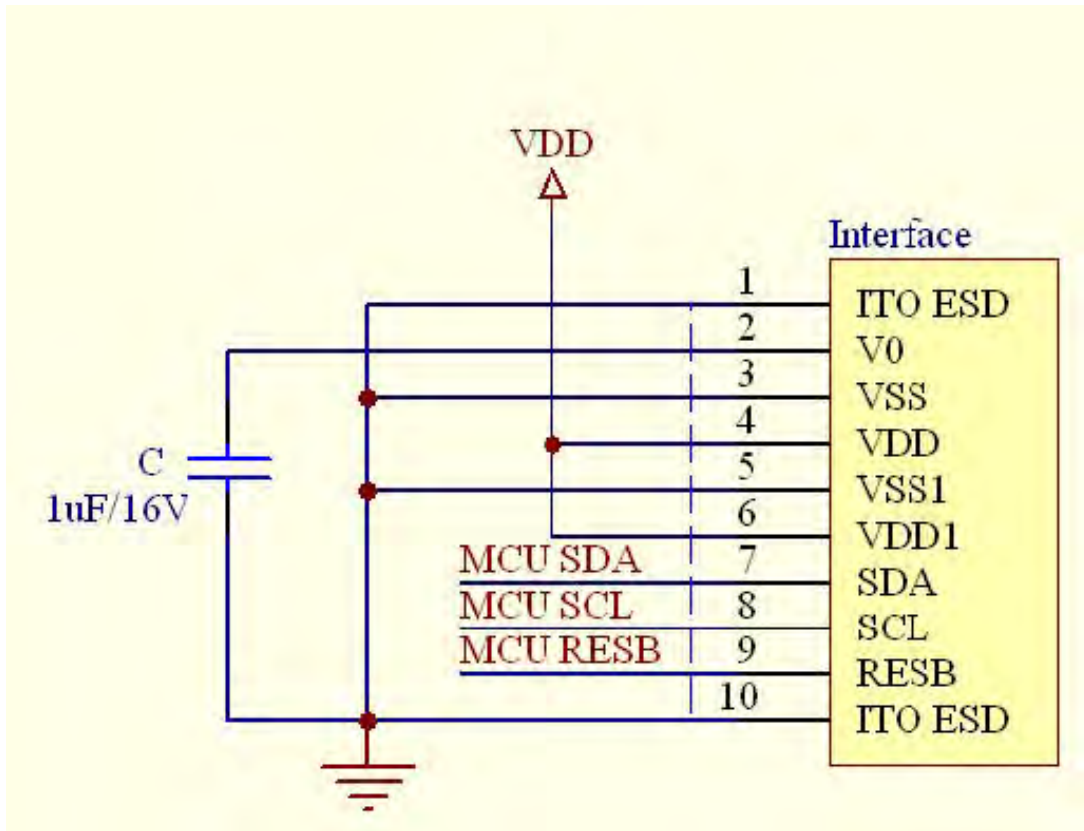 VDD
Interface
1 ITO ESD
2 V0
3 VSS
4 VDD
C
5 VSS1
1uF/16V
6 VDD1
MCU SDA 7 SDA
MCU SCL 8 SCL
MCU RESB 9 RESB
10 ITO ESD